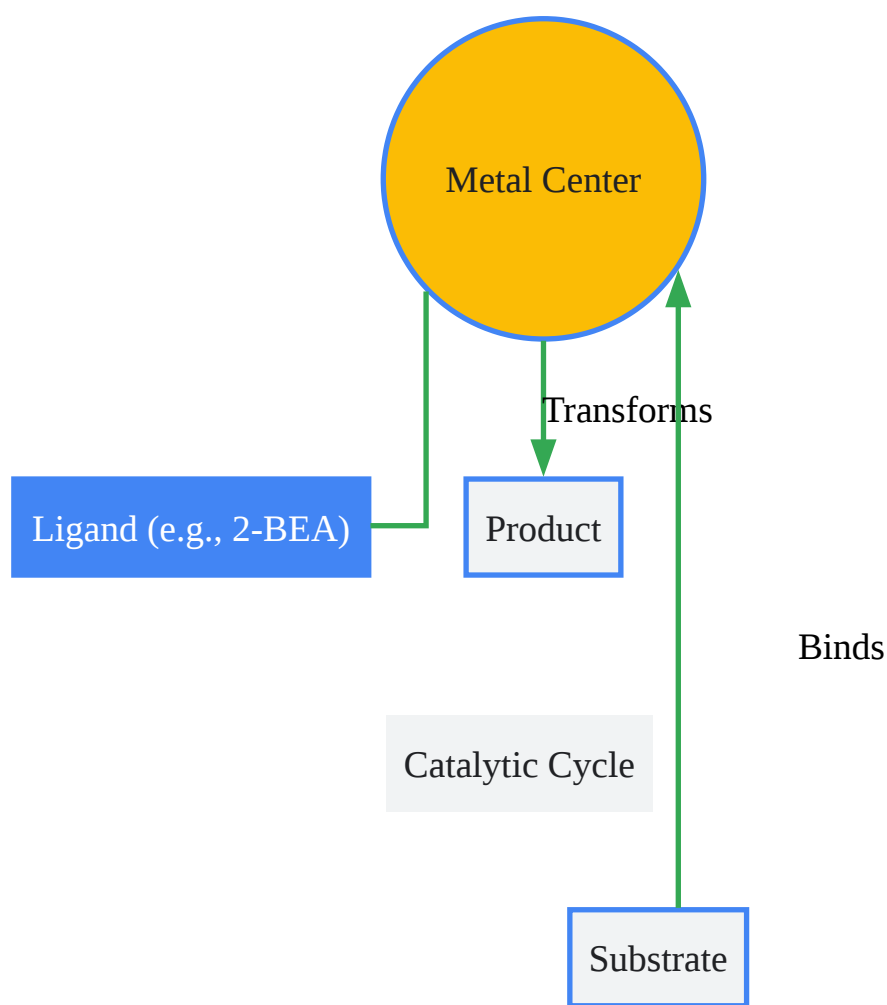 Metal Center
Transforms
Ligand (e.g., 2-BEA)
Product
Binds
Catalytic Cycle
Substrate